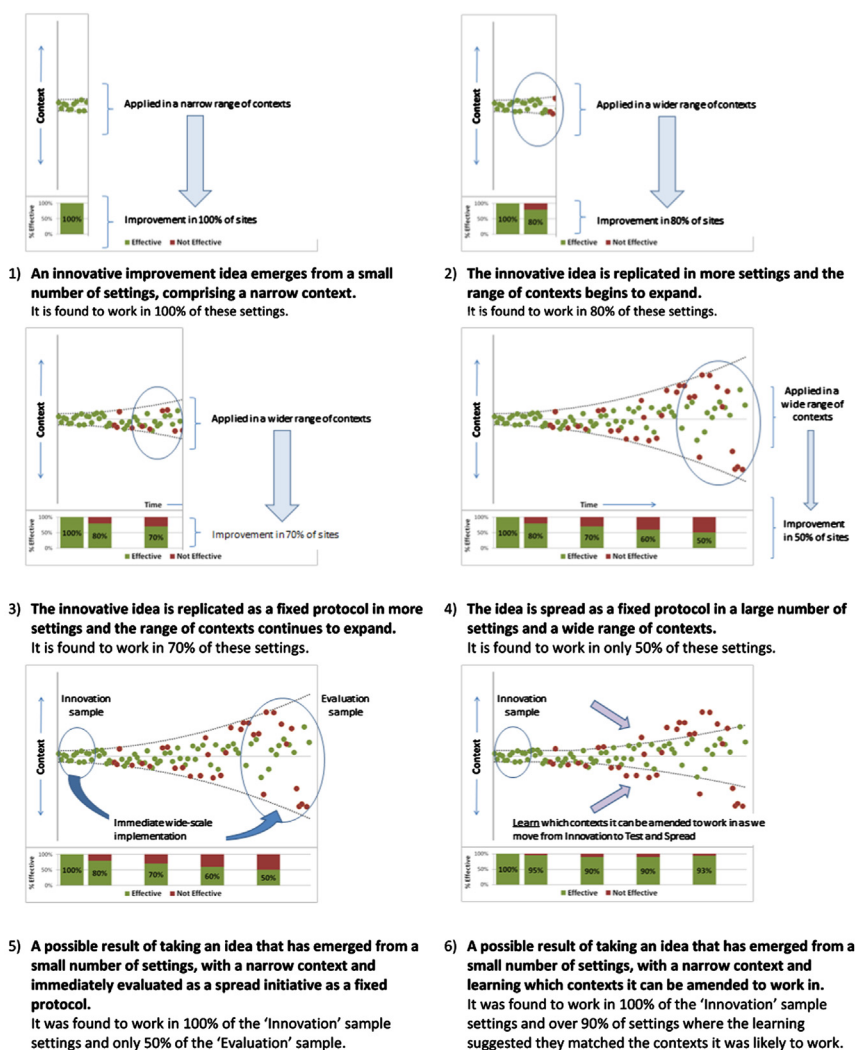 Context
Applied in a narrow range of contexts
% Effective
100%
50%
0%
100%
Improvement in 100% of sites
Effective Not Effective
1) An innovative improvement idea emerges from a small
number of settings, comprising a narrow context.
It is found to work in 100% of these settings.
Context
Applied in a wider range of contexts
% Effective
100%
50%
0%
100% 80%
Improvement in 80% of sites
Effective Not Effective
2) The innovative idea is replicated in more settings and the
range of contexts begins to expand.
It is found to work in 80% of these settings.
Context
Applied in a wider range of contexts
Time
% Effective
100%
50%
0%
100% 80% 70%
Improvement in 70% of sites
Effective Not Effective
3) The innovative idea is replicated as a fixed protocol in more
settings and the range of contexts continues to expand.
It is found to work in 70% of these settings.
Context
Applied in a
wide range of
contexts
Time
% Effective
100%
50%
0%
100% 80% 70% 60% 50%
Improvement
in 50% of sites
Effective Not Effective
4) The idea is spread as a fixed protocol in a large number of
settings and a wide range of contexts.
It is found to work in only 50% of these settings.
Context
Innovation
sample
Evaluation
sample
Immediate wide-scale
implementation
% Effective
100%
50%
0%
100% 80% 70% 60% 50%
Effective Not Effective
5) A possible result of taking an idea that has emerged from a
small number of settings, with a narrow context and
immediately evaluated as a spread initiative as a fixed
protocol.
It was found to work in 100% of the ‘Innovation’ sample
settings and only 50% of the ‘Evaluation’ sample.
Context
Innovation
sample
Learn which contexts it can be amended to work in as we
move from Innovation to Test and Spread
% Effective
100%
50%
0%
100% 95% 90% 90% 93%
Effective Not Effective
6) A possible result of taking an idea that has emerged from a
small number of settings, with a narrow context and
learning which contexts it can be amended to work in.
It was found to work in 100% of the ‘Innovation’ sample
settings and over 90% of settings where the learning
suggested they matched the contexts it was likely to work.